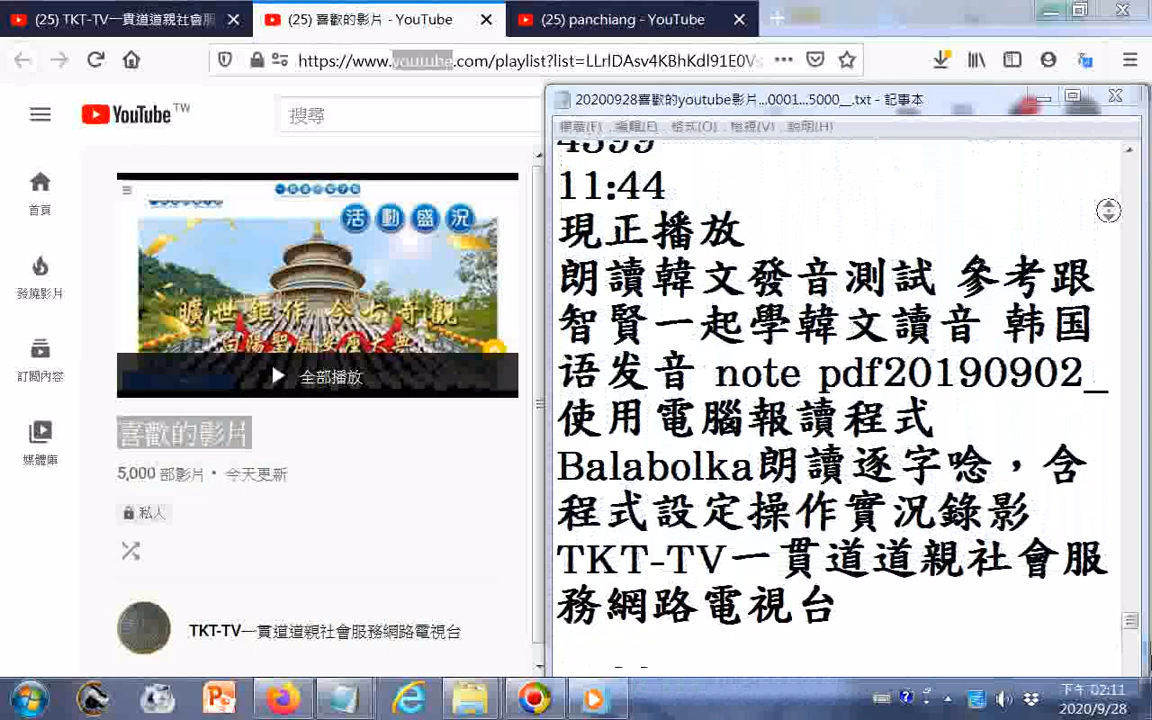 (25) TKT-TV一貫道道親社會服
(25) 喜歡的影片 - YouTube
(25) panchiang - YouTube
https://www.youtube.com/playlist?list=LLrlDAsv4KBhKdl91E0Vs
YouTube TW
搜尋
首頁
發燒影片
訂閱內容
媒體庫
活動盛況
曠世鉅作 今古奇觀
全部播放
喜歡的影片
5,000 部影片 • 今天更新
私人
TKT-TV一貫道道親社會服務網路電視台
20200928喜歡的youtube影片...0001...5000__.txt - 記事本
檔案(F) 編輯(E) 格式(O) 檢視(V) 說明(H)
4399
11:44
現正播放
朗讀韓文發音測試 參考跟
智賢一起學韓文讀音 韩国
语发音 note pdf20190902_
使用電腦報讀程式
Balabolka朗讀逐字唸，含
程式設定操作實況錄影
TKT-TV一貫道道親社會服
務網路電視台
下午 02:11
2020/9/28